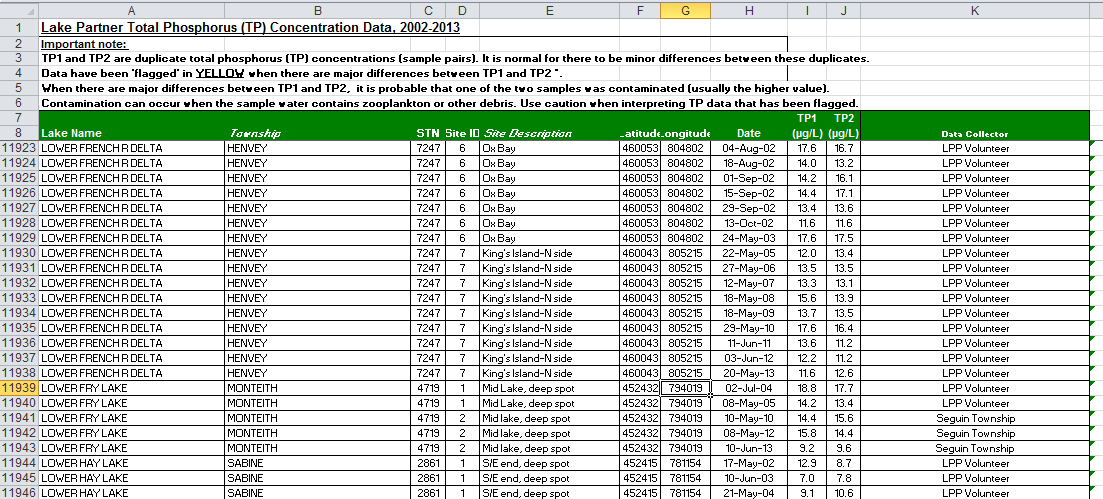 A B C D E F G H I J K
1 Lake Partner Total Phosphorus (TP) Concentration Data, 2002-2013
2 Important note:
3 TP1 and TP2 are duplicate total phosphorus (TP) concentrations (sample pairs). It is normal for there to be minor differences between these duplicates.
4 Data have been 'flagged' in YELLOW when there are major differences between TP1 and TP2 *.
5 When there are major differences between TP1 and TP2, it is probable that one of the two samples was contaminated (usually the higher value).
6 Contamination can occur when the sample water contains zooplankton or other debris. Use caution when interpreting TP data that has been flagged.
7 TP1 TP2
8 Lake Name Township STN Site ID Site Description .atitude .ongitude Date (µg/L) (µg/L) Data Collector
11923 LOWER FRENCH R DELTA HENVEY 7247 6 Ox Bay 460053 804802 04-Aug-02 17.6 16.7 LPP Volunteer
11924 LOWER FRENCH R DELTA HENVEY 7247 6 Ox Bay 460053 804802 18-Aug-02 14.0 13.2 LPP Volunteer
11925 LOWER FRENCH R DELTA HENVEY 7247 6 Ox Bay 460053 804802 01-Sep-02 14.2 16.1 LPP Volunteer
11926 LOWER FRENCH R DELTA HENVEY 7247 6 Ox Bay 460053 804802 15-Sep-02 14.4 17.1 LPP Volunteer
11927 LOWER FRENCH R DELTA HENVEY 7247 6 Ox Bay 460053 804802 29-Sep-02 13.4 13.6 LPP Volunteer
11928 LOWER FRENCH R DELTA HENVEY 7247 6 Ox Bay 460053 804802 13-Oct-02 11.6 11.6 LPP Volunteer
11929 LOWER FRENCH R DELTA HENVEY 7247 6 Ox Bay 460053 804802 24-May-03 17.6 17.5 LPP Volunteer
11930 LOWER FRENCH R DELTA HENVEY 7247 7 King's Island-N side 460043 805215 22-May-05 12.0 13.4 LPP Volunteer
11931 LOWER FRENCH R DELTA HENVEY 7247 7 King's Island-N side 460043 805215 27-May-06 13.5 13.5 LPP Volunteer
11932 LOWER FRENCH R DELTA HENVEY 7247 7 King's Island-N side 460043 805215 12-May-07 13.3 13.1 LPP Volunteer
11933 LOWER FRENCH R DELTA HENVEY 7247 7 King's Island-N side 460043 805215 18-May-08 15.6 13.9 LPP Volunteer
11934 LOWER FRENCH R DELTA HENVEY 7247 7 King's Island-N side 460043 805215 18-May-09 13.7 13.5 LPP Volunteer
11935 LOWER FRENCH R DELTA HENVEY 7247 7 King's Island-N side 460043 805215 29-May-10 17.6 16.4 LPP Volunteer
11936 LOWER FRENCH R DELTA HENVEY 7247 7 King's Island-N side 460043 805215 11-Jun-11 13.6 11.2 LPP Volunteer
11937 LOWER FRENCH R DELTA HENVEY 7247 7 King's Island-N side 460043 805215 03-Jun-12 12.2 11.2 LPP Volunteer
11938 LOWER FRENCH R DELTA HENVEY 7247 7 King's Island-N side 460043 805215 20-May-13 11.6 12.6 LPP Volunteer
11939 LOWER FRY LAKE MONTEITH 4719 1 Mid Lake, deep spot 452432 794019 02-Jul-04 18.8 17.7 LPP Volunteer
11940 LOWER FRY LAKE MONTEITH 4719 1 Mid Lake, deep spot 452432 794019 08-May-05 14.2 13.4 LPP Volunteer
11941 LOWER FRY LAKE MONTEITH 4719 2 Mid lake, deep spot 452432 794019 10-May-10 14.4 15.6 Seguin Township
11942 LOWER FRY LAKE MONTEITH 4719 2 Mid lake, deep spot 452432 794019 08-May-12 15.8 14.4 Seguin Township
11943 LOWER FRY LAKE MONTEITH 4719 2 Mid lake, deep spot 452432 794019 10-Jun-13 9.2 9.6 Seguin Township
11944 LOWER HAY LAKE SABINE 2861 1 S/E end, deep spot 452415 781154 17-May-02 12.9 8.7 LPP Volunteer
11945 LOWER HAY LAKE SABINE 2861 1 S/E end, deep spot 452415 781154 10-Jun-03 7.0 7.8 LPP Volunteer
11946 LOWER HAY LAKE SABINE 2861 1 S/E end, deep spot 452415 781154 21-May-04 9.1 10.6 LPP Volunteer